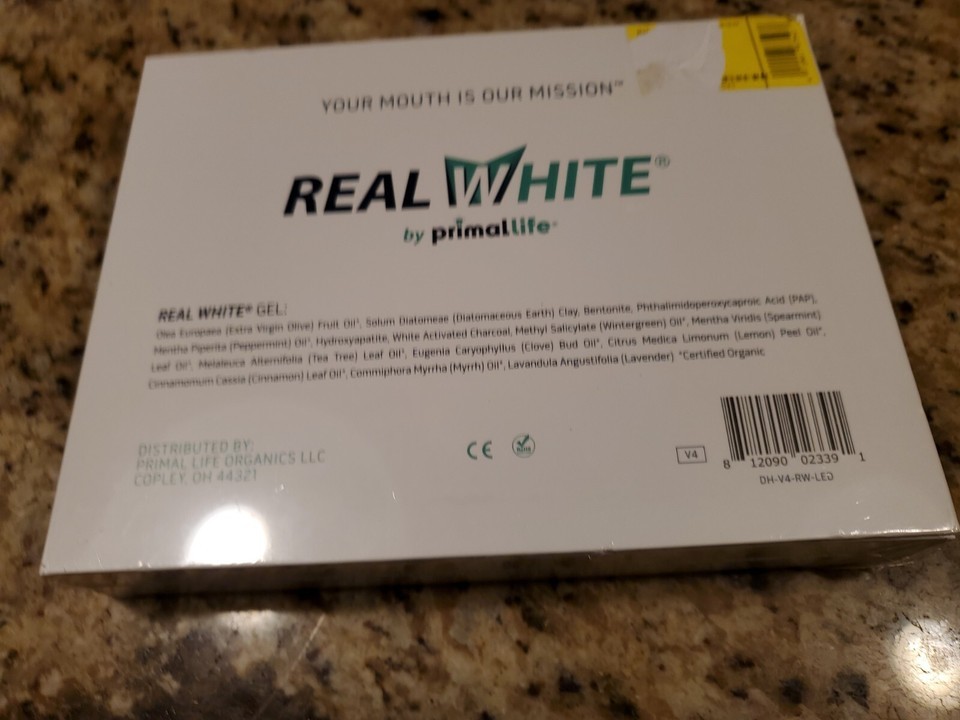 YOUR MOUTH IS OUR MISSION™
REAL WHITE®
by primal life®
REAL WHITE® GEL:
Olea Europaea (Extra Virgin Olive) Fruit Oil*, Solum Diatomeae (Diatomaceous Earth) Clay, Bentonite, Phthalimidoperoxycaproic Acid (PAP),
Mentha Piperita (Peppermint) Oil*, Hydroxyapatite, White Activated Charcoal, Methyl Salicylate (Wintergreen) Oil*, Mentha Viridis (Spearmint)
Leaf Oil*, Melaleuca Alternifolia (Tea Tree) Leaf Oil*, Eugenia Caryophyllus (Clove) Bud Oil*, Citrus Medica Limonum (Lemon) Peel Oil*,
Cinnamomum Cassia (Cinnamon) Leaf Oil*, Commiphora Myrrha (Myrrh) Oil*, Lavandula Angustifolia (Lavender) *Certified Organic
DISTRIBUTED BY:
PRIMAL LIFE ORGANICS LLC
COPLEY, OH 44321
CE
V4
8 12090 02339 1
DH-V4-RW-LED